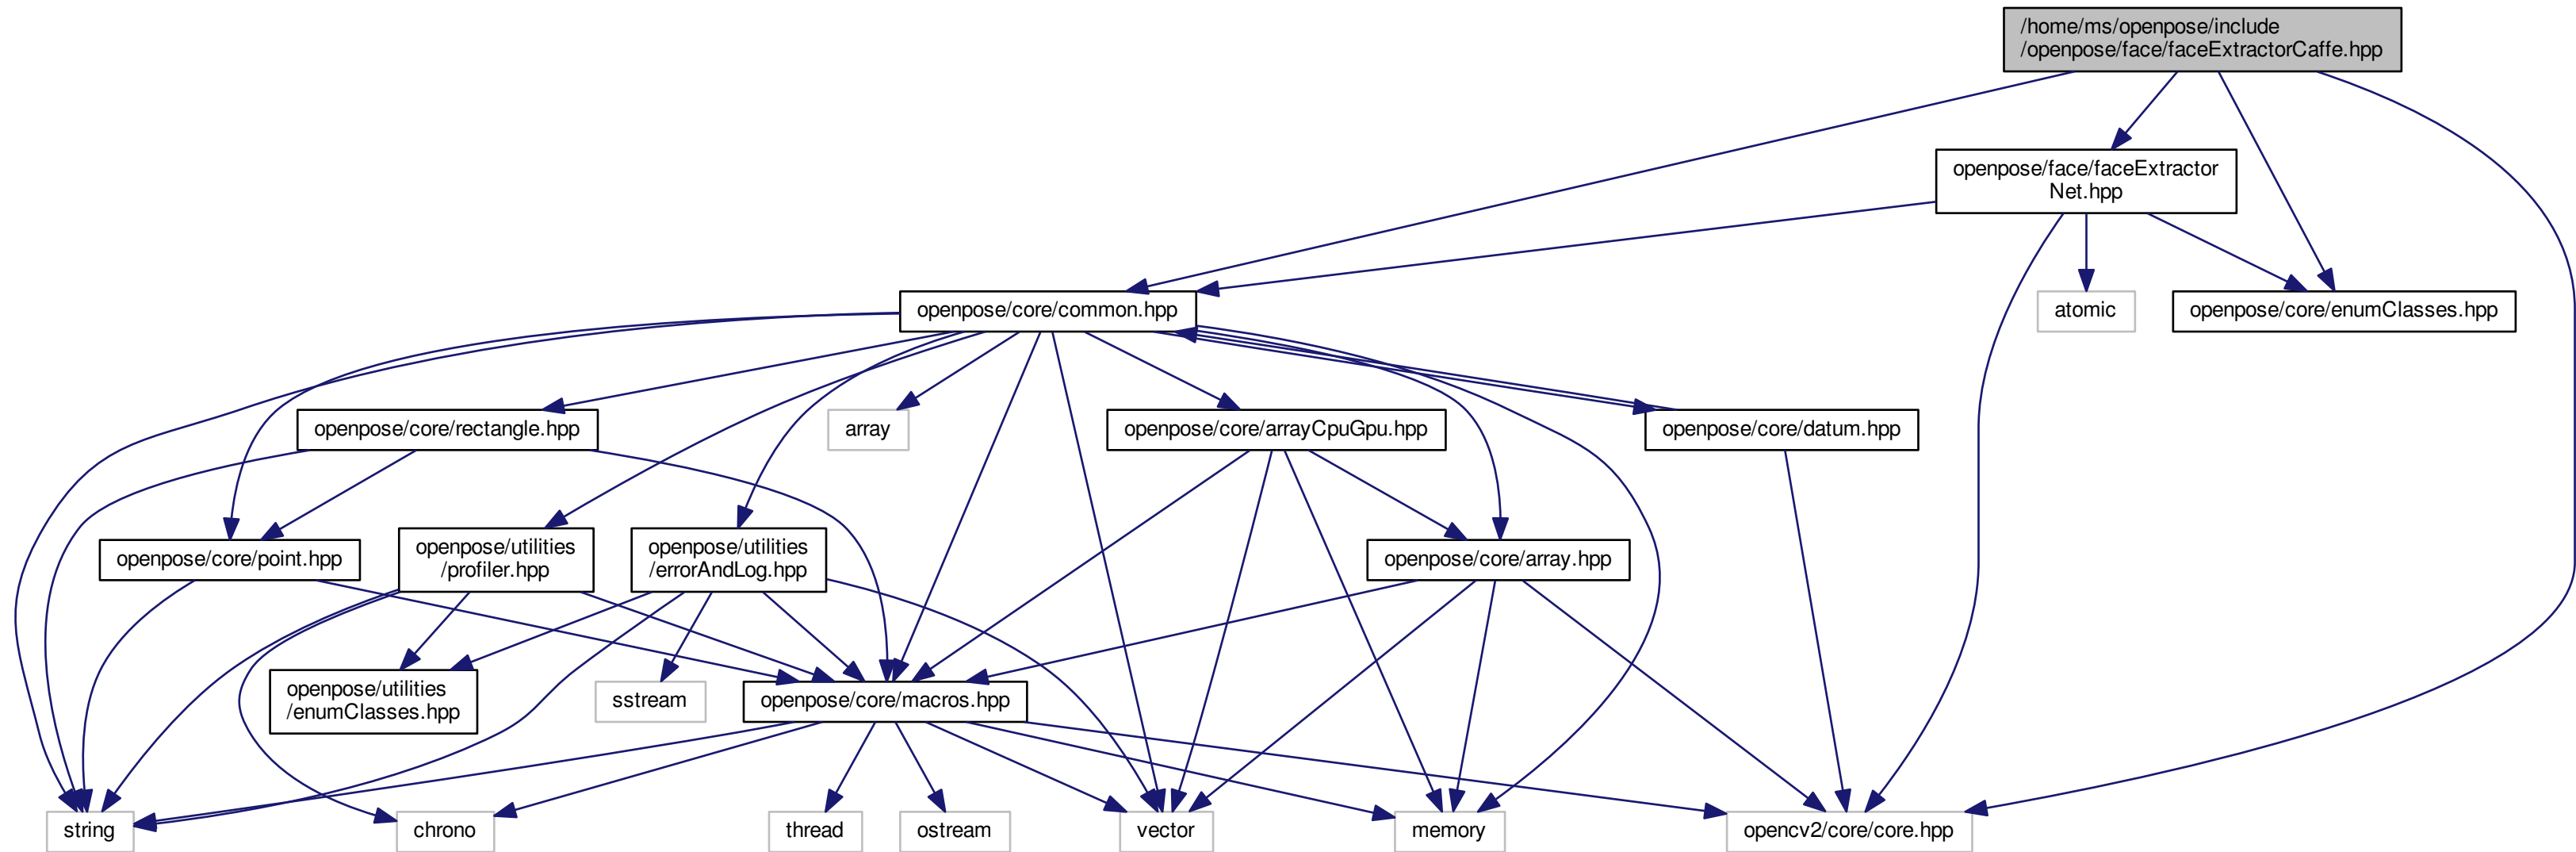 /home/ms/openpose/include
/openpose/face/faceExtractorCaffe.hpp
openpose/face/faceExtractor
Net.hpp
openpose/core/common.hpp
atomic
openpose/core/enumClasses.hpp
openpose/core/rectangle.hpp
array
openpose/core/arrayCpuGpu.hpp
openpose/core/datum.hpp
openpose/core/point.hpp
openpose/utilities
/profiler.hpp
openpose/utilities
/errorAndLog.hpp
openpose/core/array.hpp
openpose/utilities
/enumClasses.hpp
sstream
openpose/core/macros.hpp
string
chrono
thread
ostream
vector
memory
opencv2/core/core.hpp